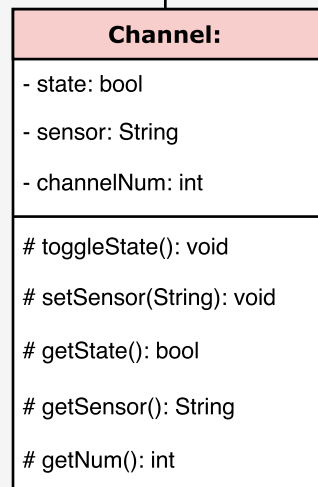 Channel:
- state: bool
- sensor: String
- channelNum: int
# toggleState(): void
# setSensor(String): void
# getState(): bool
# getSensor(): String
# getNum(): int